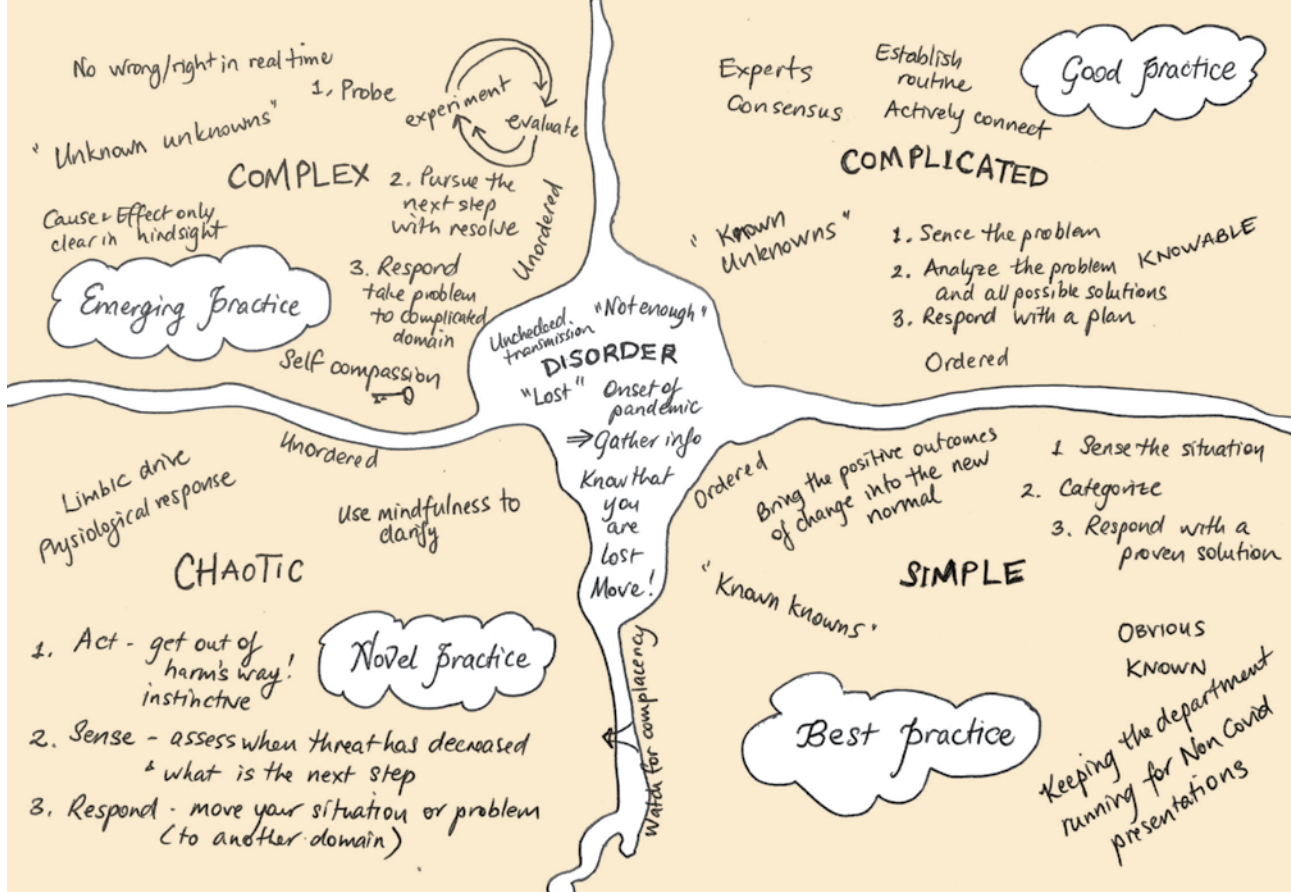 No wrong/right in real time
"Unknown unknowns"
COMPLEX
Cause & Effect only
clear in hindsight
Emerging practice
1, Probe
experiment
evaluate
2. Pursue the
next step
with resolve
3. Respond
take problem
to complicated
domain
Self compassion
Unordered
Experts
Consensus
Establish
routine
Actively connect
Good practice
COMPLICATED
"Known
Unknowns"
1. Sence the problem
2. Analyze the problem
and all possible solutions
3. Respond with a plan
KNOWABLE
Ordered
Unchecked
transmission
"Not enough"
DISORDER
"Lost"
Onset of
pandemic
⇒ Gather info
Know that
you
are
lost
Move!
Unordered
Limbic drive
Physiological response
Use mindfulness to
clarify
CHAOTIC
Novel practice
1. Act - get out of
harm's way!
instinctive
2. Sense - assess when threat has decreased
& what is the next step
3. Respond - move your situation or problem
(to another domain)
Watch for complacency
Ordered
Bring the positive outcomes
of change into the new
normal
1 Sense the situation
2. Categorize
3. Respond with a
proven solution
SIMPLE
"Known knowns"
OBVIOUS
KNOWN
Best practice
Keeping the department
running for Non Covid
presentations